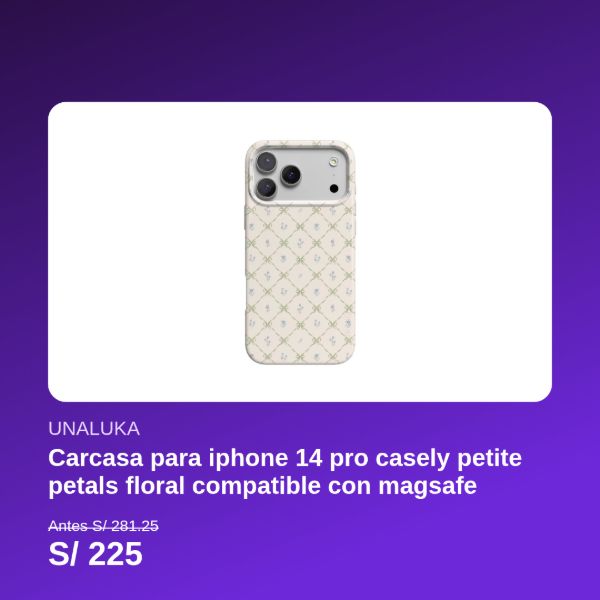 UNALUKA
Carcasa para iphone 14 pro casely petite
petals floral compatible con magsafe
Antes S/ 281.25
S/ 225